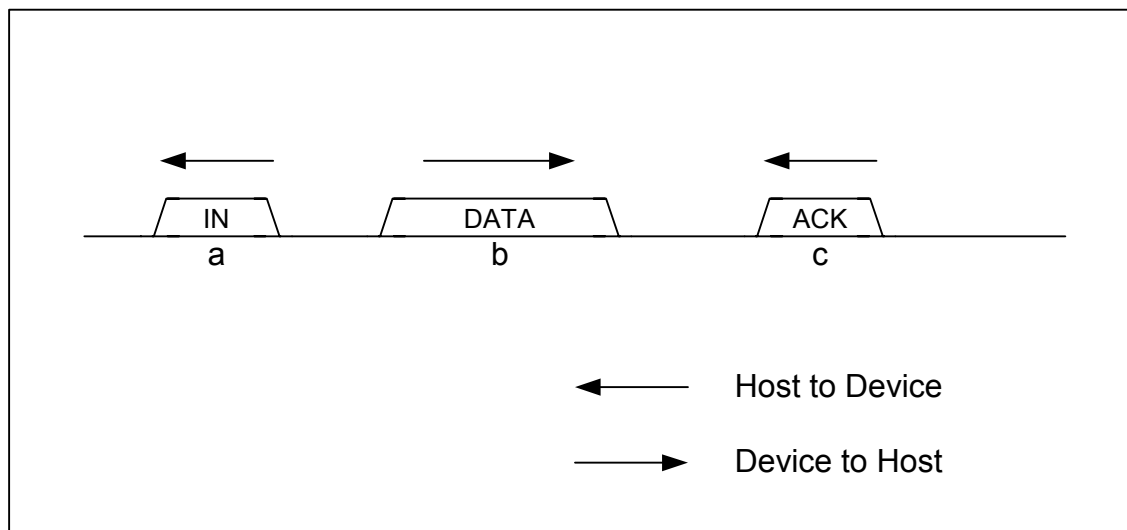 IN DATA ACK
a b c
Host to Device
Device to Host